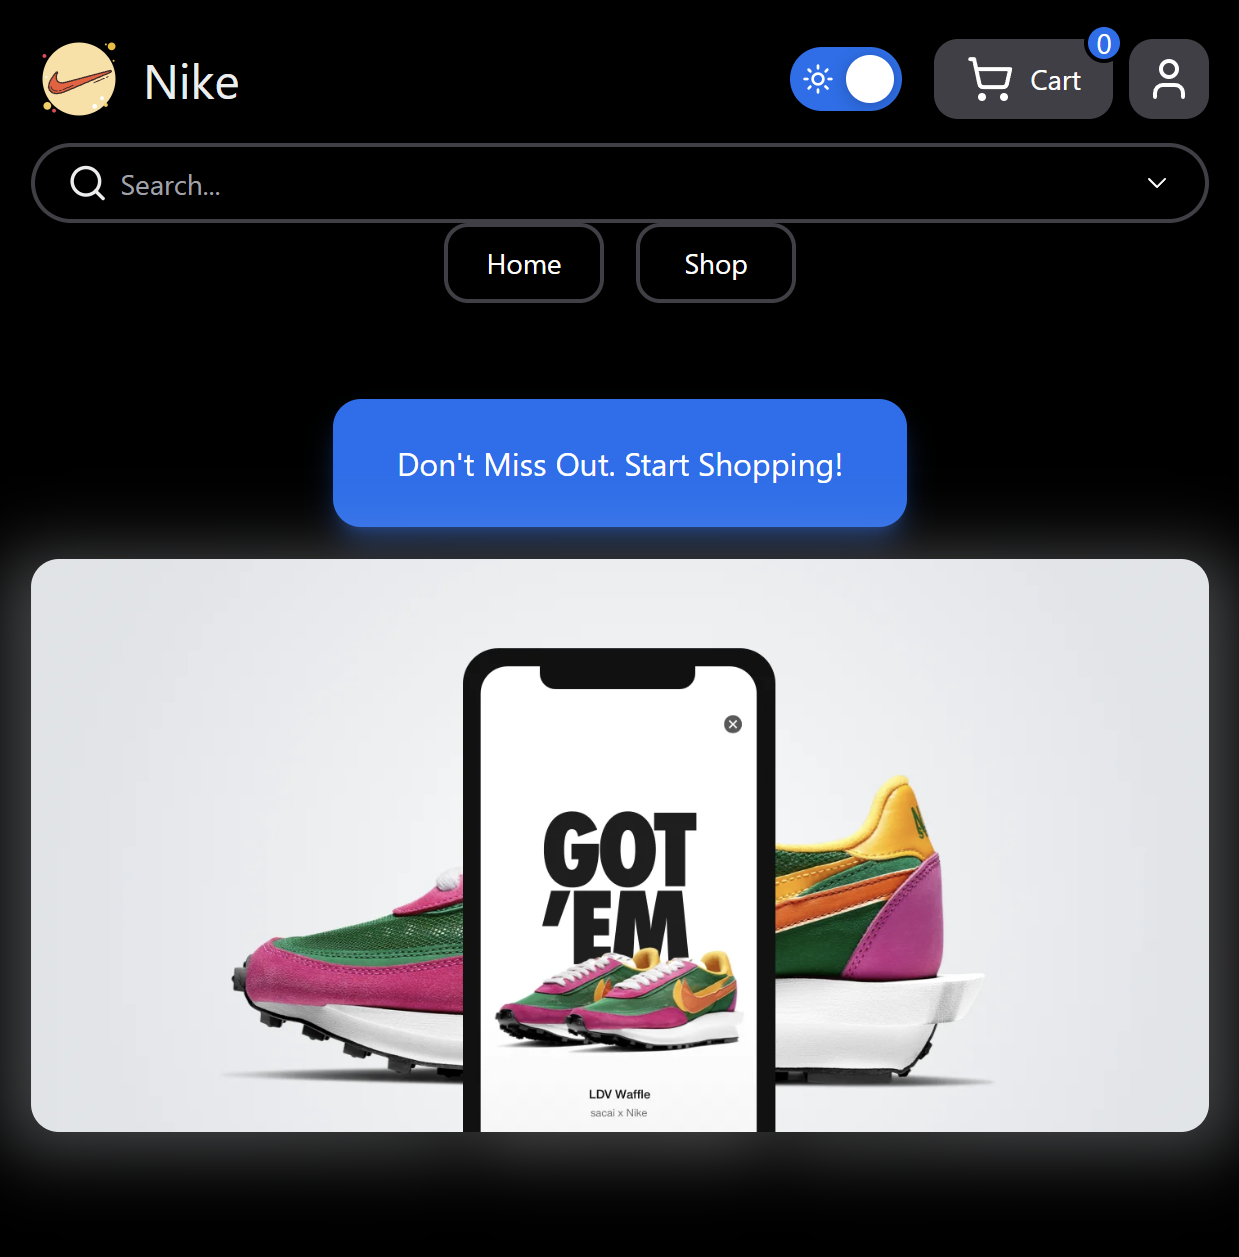 Nike
0
Cart
Search...
Home
Shop
Don't Miss Out. Start Shopping!
GOT
'EM
LDV Waffle
sacai x Nike